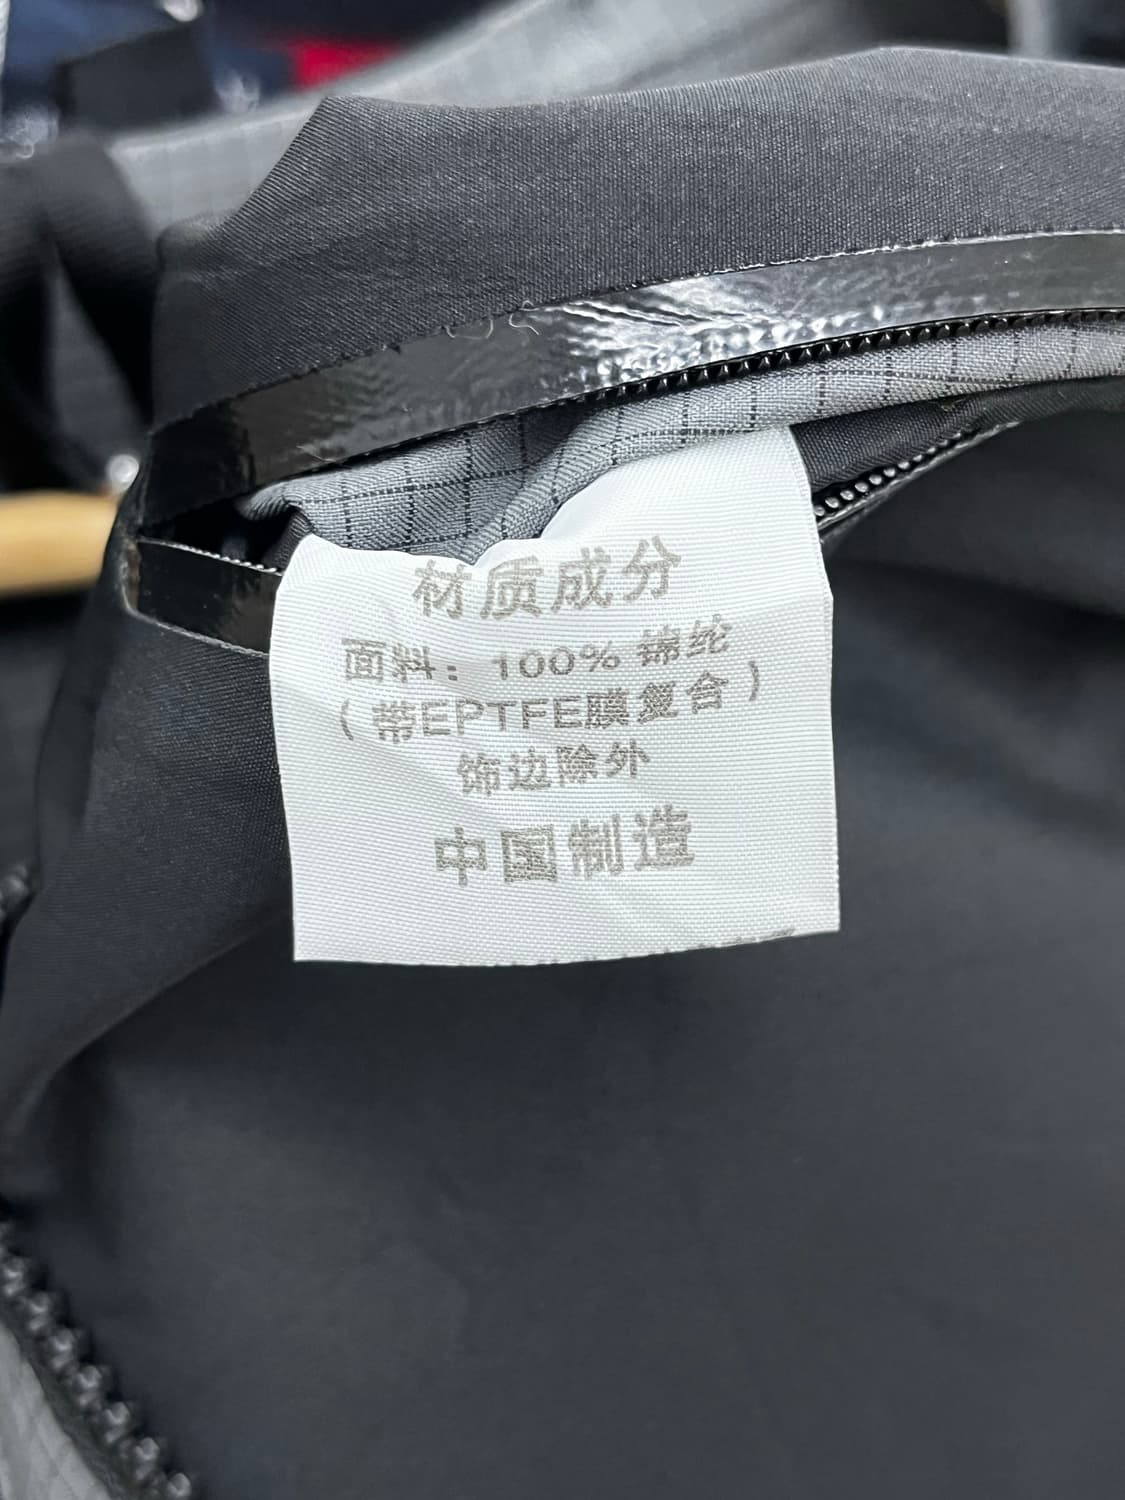 材质成分
面料：100% 锦纶
（带EPTFE膜复合）
饰边除外
中国制造